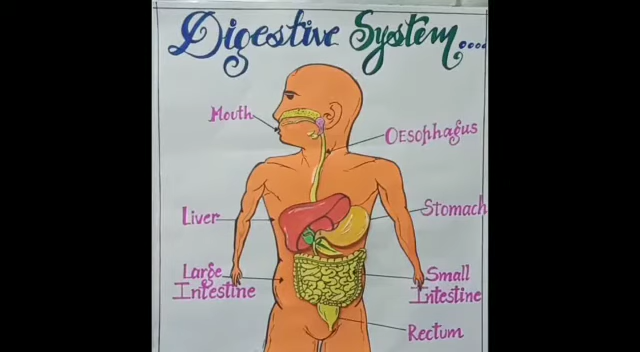 Digestive System....
Mouth
Oesophagus
Liver
Stomach
Large
Intestine
Small
Intestine
Rectum